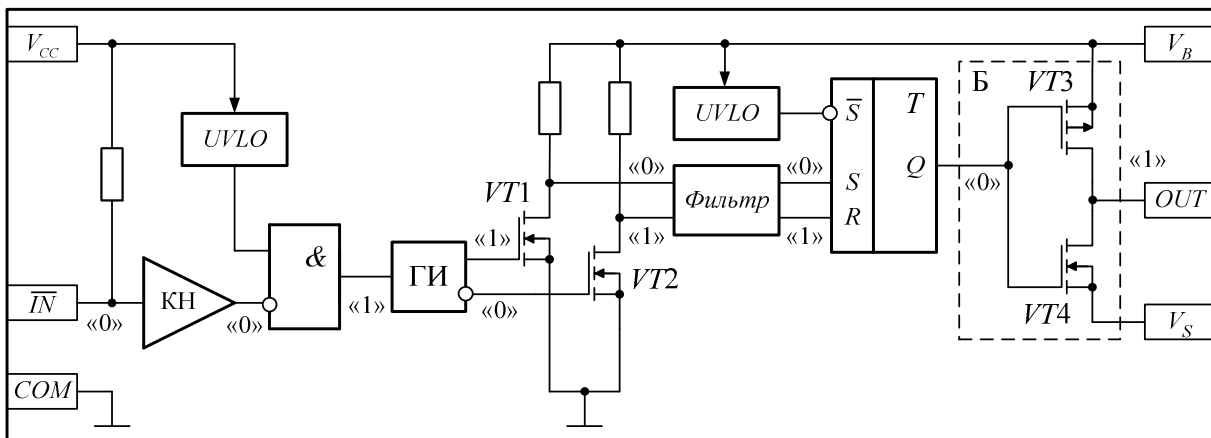 V_CC
V_B
Б
VT3
UVLO
UVLO
S̅
T
«1»
VT1
«0»
«0»
S
Q
«0»
OUT
Фильтр
R
&
«1»
«1»
«1»
VT2
ГИ
I̅N̅
КН
«0»
«0»
«1»
«0»
VT4
V_S
COM